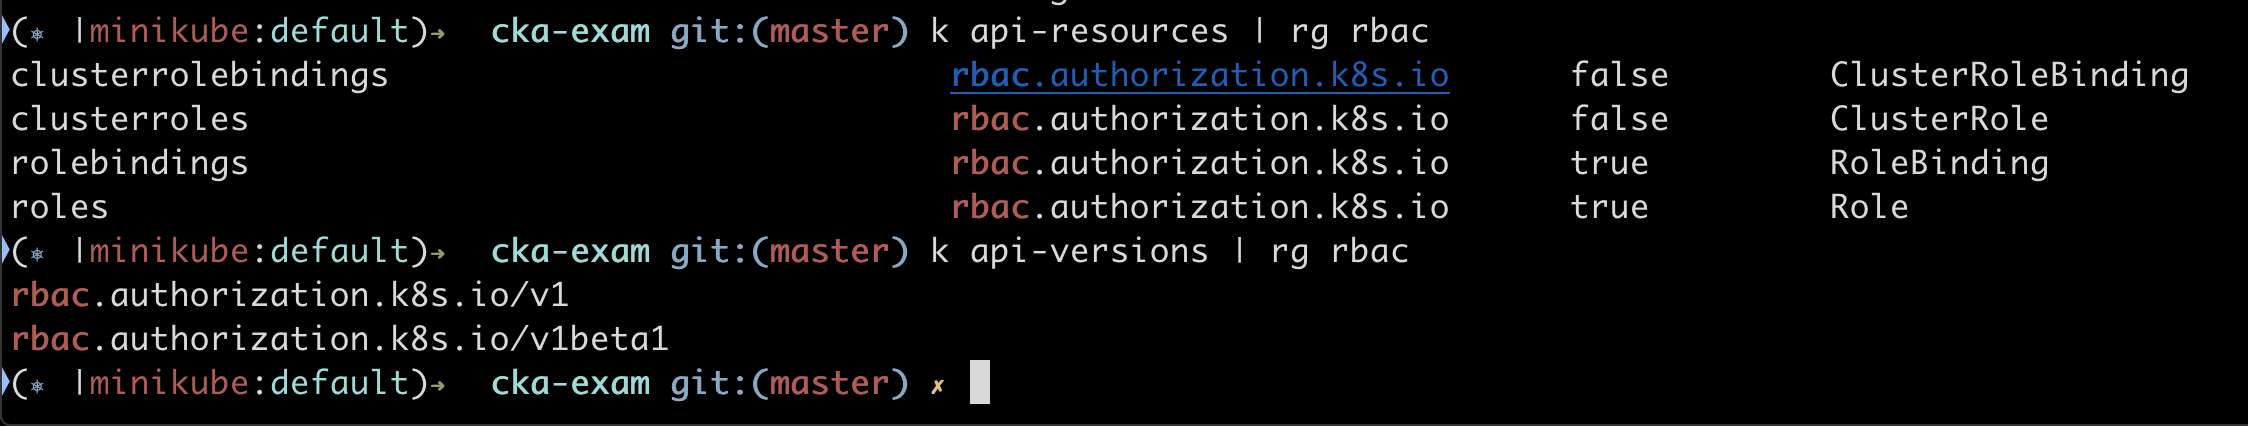 (⎈ |minikube:default)➜  cka-exam git:(master) k api-resources | rg rbac
clusterrolebindings rbac.authorization.k8s.io false ClusterRoleBinding
clusterroles rbac.authorization.k8s.io false ClusterRole
rolebindings rbac.authorization.k8s.io true RoleBinding
roles rbac.authorization.k8s.io true Role
(⎈ |minikube:default)➜  cka-exam git:(master) k api-versions | rg rbac
rbac.authorization.k8s.io/v1
rbac.authorization.k8s.io/v1beta1
(⎈ |minikube:default)➜  cka-exam git:(master) ✗